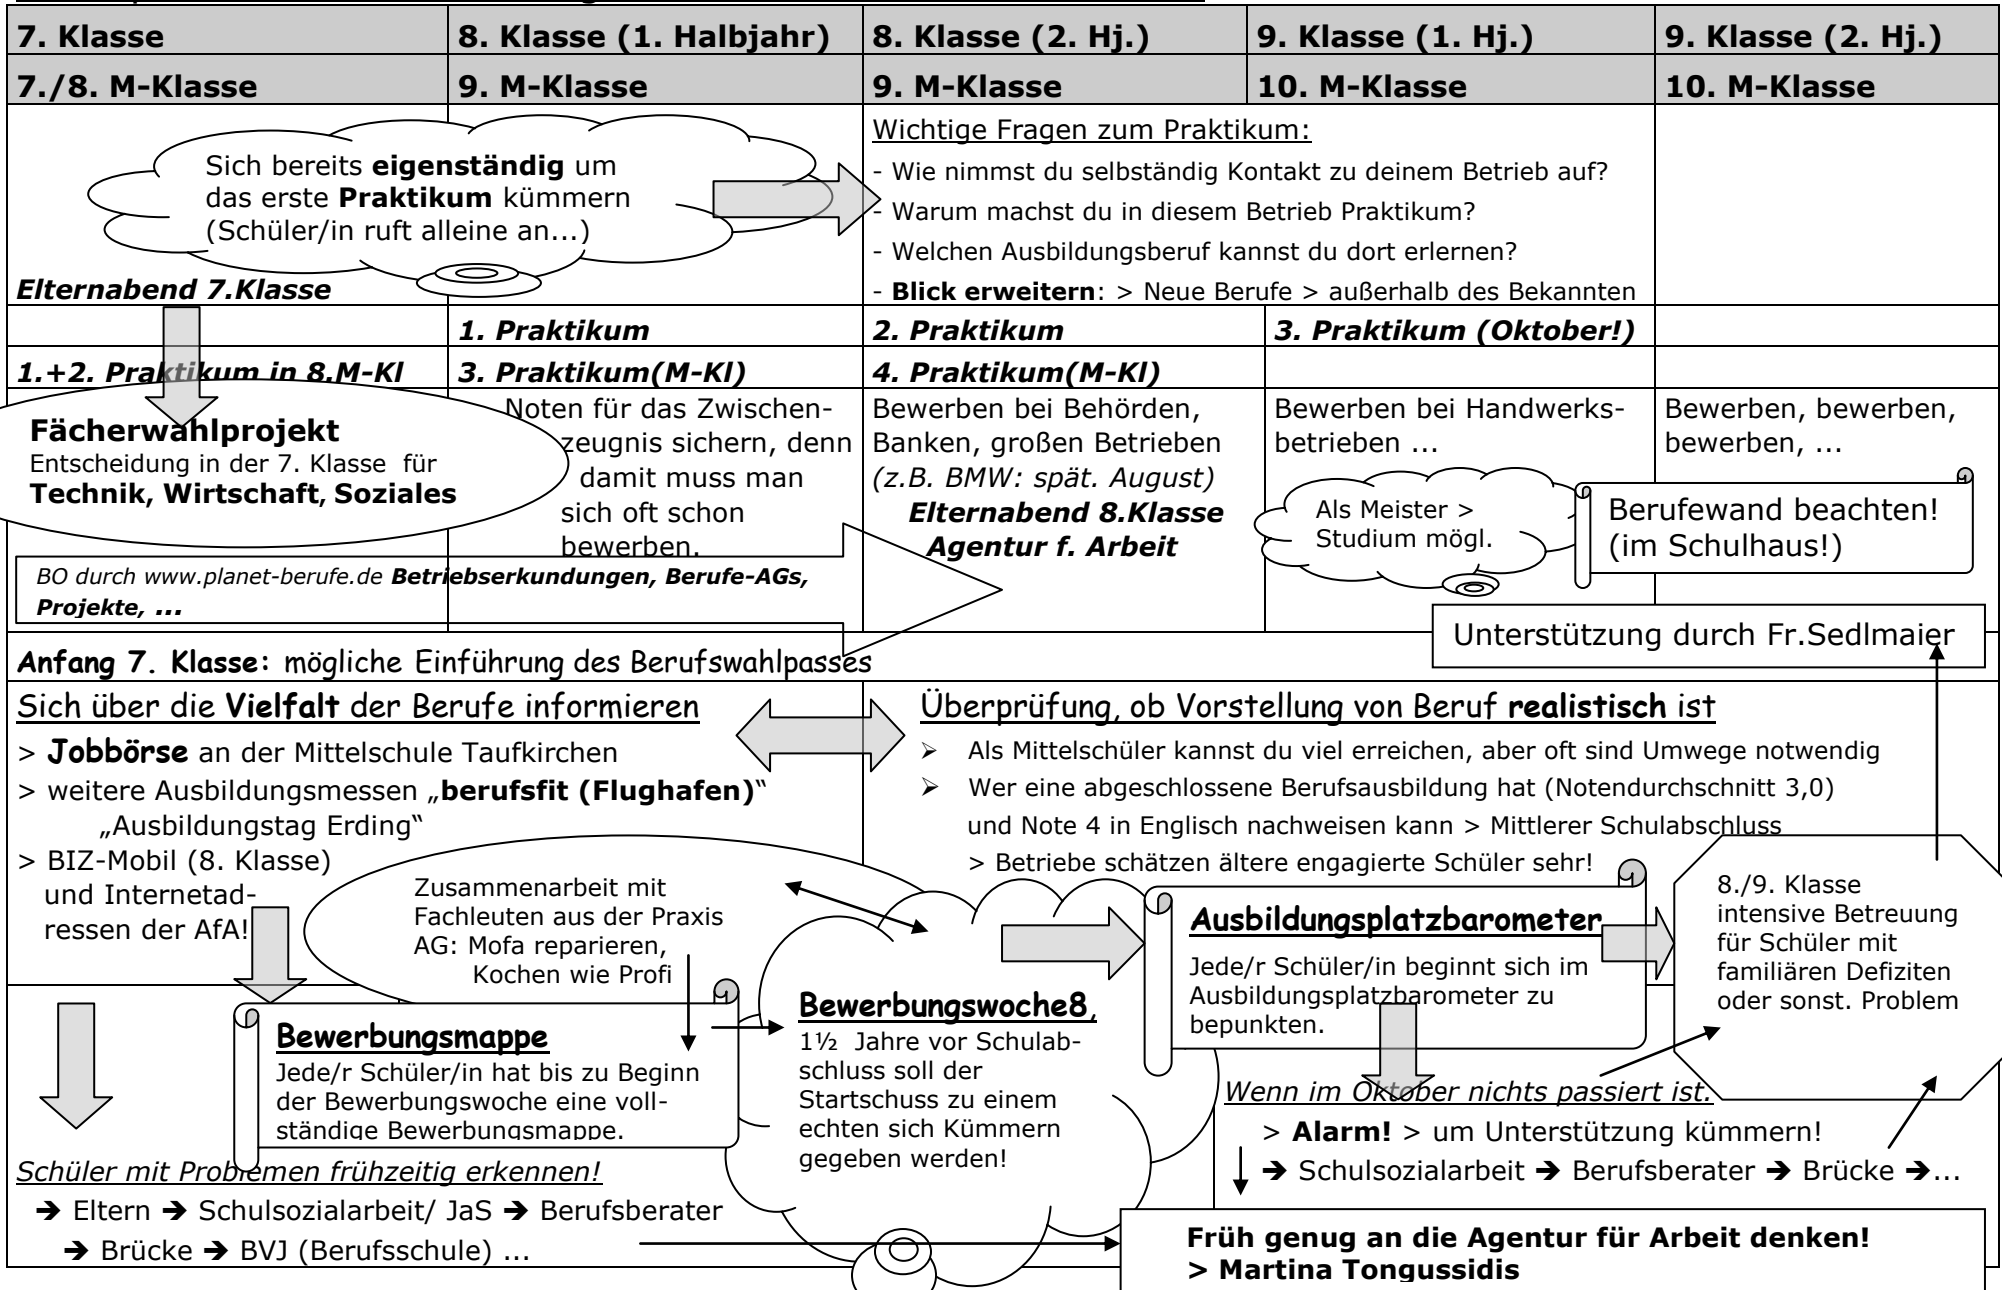 7. Klasse
8. Klasse (1. Halbjahr)
8. Klasse (2. Hj.)
9. Klasse (1. Hj.)
9. Klasse (2. Hj.)
7./8. M-Klasse
9. M-Klasse
9. M-Klasse
10. M-Klasse
10. M-Klasse
Sich bereits eigenständig um
das erste Praktikum kümmern
(Schüler/in ruft alleine an...)
Elternabend 7.Klasse
Wichtige Fragen zum Praktikum:
- Wie nimmst du selbständig Kontakt zu deinem Betrieb auf?
- Warum machst du in diesem Betrieb Praktikum?
- Welchen Ausbildungsberuf kannst du dort erlernen?
- Blick erweitern: > Neue Berufe > außerhalb des Bekannten
1. Praktikum
2. Praktikum
3. Praktikum (Oktober!)
1.+2. Praktikum in 8.M-Kl
3. Praktikum(M-Kl)
4. Praktikum(M-Kl)
Fächerwahlprojekt
Entscheidung in der 7. Klasse für
Technik, Wirtschaft, Soziales
Noten für das Zwischen-
zeugnis sichern, denn
damit muss man
sich oft schon
bewerben.
Bewerben bei Behörden,
Banken, großen Betrieben
(z.B. BMW: spät. August)
Elternabend 8.Klasse
Agentur f. Arbeit
Bewerben bei Handwerks-
betrieben ...
Als Meister >
Studium mögl.
Bewerben, bewerben,
bewerben, ...
Berufewand beachten!
(im Schulhaus!)
BO durch www.planet-berufe.de Betriebserkundungen, Berufe-AGs,
Projekte, ...
Unterstützung durch Fr.Sedlmaier
Anfang 7. Klasse: mögliche Einführung des Berufswahlpasses
Sich über die Vielfalt der Berufe informieren
> Jobbörse an der Mittelschule Taufkirchen
> weitere Ausbildungsmessen „berufsfit (Flughafen)“
„Ausbildungstag Erding“
> BIZ-Mobil (8. Klasse)
und Internetad-
ressen der AfA!
Überprüfung, ob Vorstellung von Beruf realistisch ist
➢ Als Mittelschüler kannst du viel erreichen, aber oft sind Umwege notwendig
➢ Wer eine abgeschlossene Berufsausbildung hat (Notendurchschnitt 3,0)
und Note 4 in Englisch nachweisen kann > Mittlerer Schulabschluss
> Betriebe schätzen ältere engagierte Schüler sehr!
Zusammenarbeit mit
Fachleuten aus der Praxis
AG: Mofa reparieren,
Kochen wie Profi
Bewerbungsmappe
Jede/r Schüler/in hat bis zu Beginn
der Bewerbungswoche eine voll-
ständige Bewerbungsmappe.
Bewerbungswoche8,
1½ Jahre vor Schulab-
schluss soll der
Startschuss zu einem
echten sich Kümmern
gegeben werden!
Ausbildungsplatzbarometer
Jede/r Schüler/in beginnt sich im
Ausbildungsplatzbarometer zu
bepunkten.
8./9. Klasse
intensive Betreuung
für Schüler mit
familiären Defiziten
oder sonst. Problem
Schüler mit Problemen frühzeitig erkennen!
➔ Eltern ➔ Schulsozialarbeit/ JaS ➔ Berufsberater
➔ Brücke ➔ BVJ (Berufsschule) ...
Wenn im Oktober nichts passiert ist.
> Alarm! > um Unterstützung kümmern!
➔ Schulsozialarbeit ➔ Berufsberater ➔ Brücke ➔...
Früh genug an die Agentur für Arbeit denken!
> Martina Tongussidis